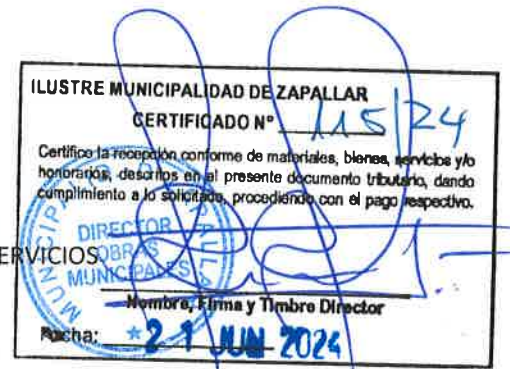 ILUSTRE MUNICIPALIDAD DE ZAPALLAR
CERTIFICADO N° 115/24
Certifico la recepción conforme de materiales, bienes, servicios y/o
honorarios, descritos en el presente documento tributario, dando
cumplimiento a lo solicitado, procediendo con el pago respectivo.
ERVICIOS
DIRECTOR
OBRAS
MUNICIPALES
Nombre, Firma y Timbre Director
Fecha: * 21 JUN 2024